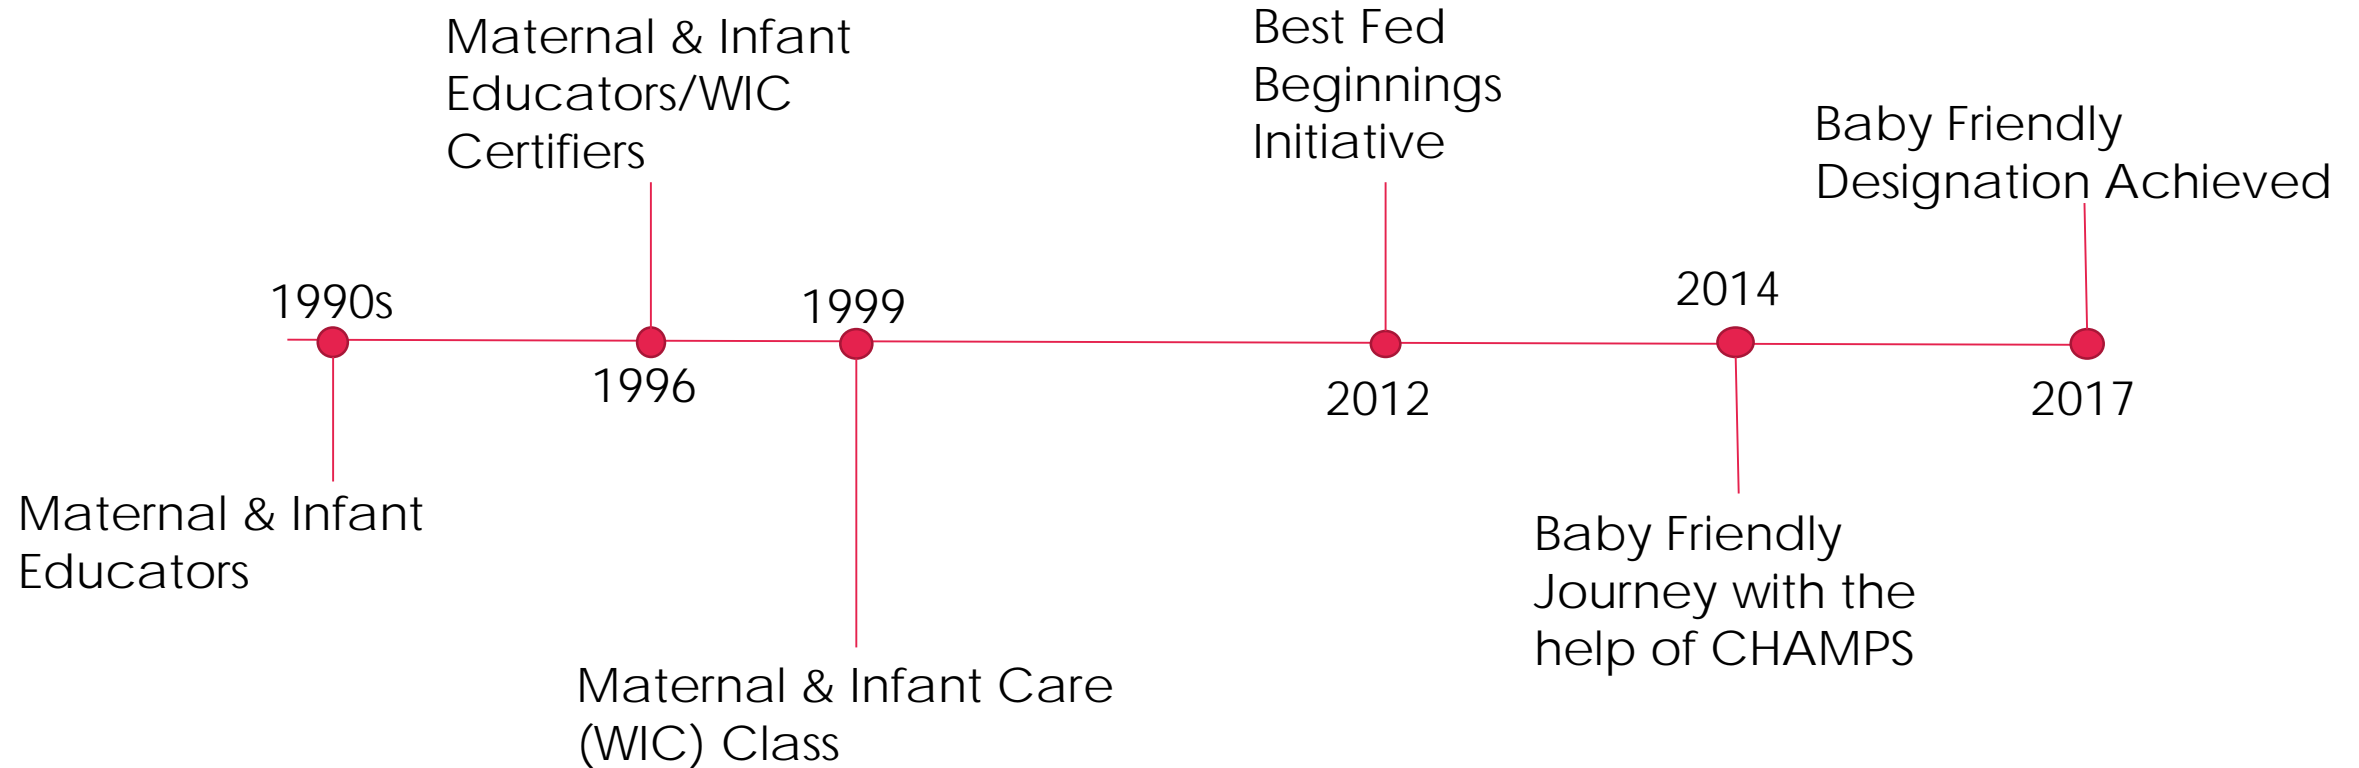 Maternal & Infant
Educators/WIC
Certifiers
Best Fed
Beginnings
Initiative
Baby Friendly
Designation Achieved
1990s
1996
1999
2012
2014
2017
Maternal & Infant
Educators
Maternal & Infant Care
(WIC) Class
Baby Friendly
Journey with the
help of CHAMPS